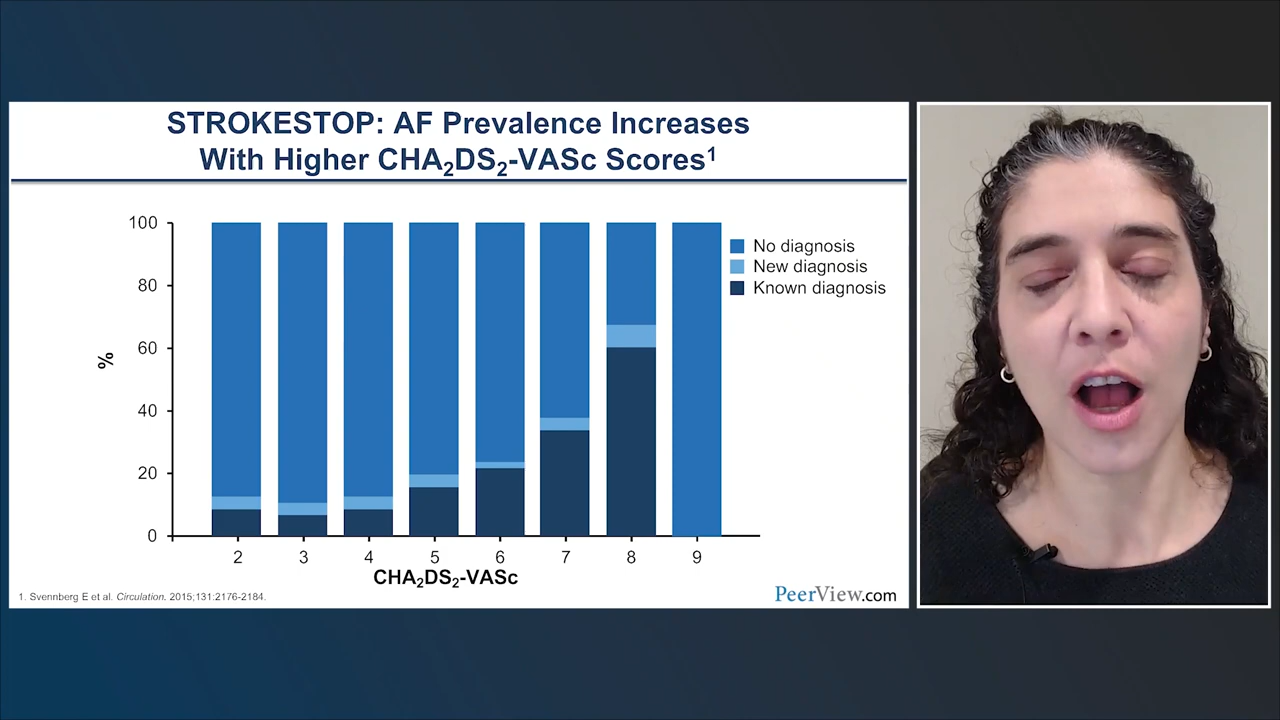 STROKESTOP: AF Prevalence Increases
With Higher CHA₂DS₂-VASc Scores¹
100
80
60
40
20
0
%
2 3 4 5 6 7 8 9
CHA₂DS₂-VASc
No diagnosis
New diagnosis
Known diagnosis
1. Svennberg E et al. Circulation. 2015;131:2176-2184.
PeerView.com